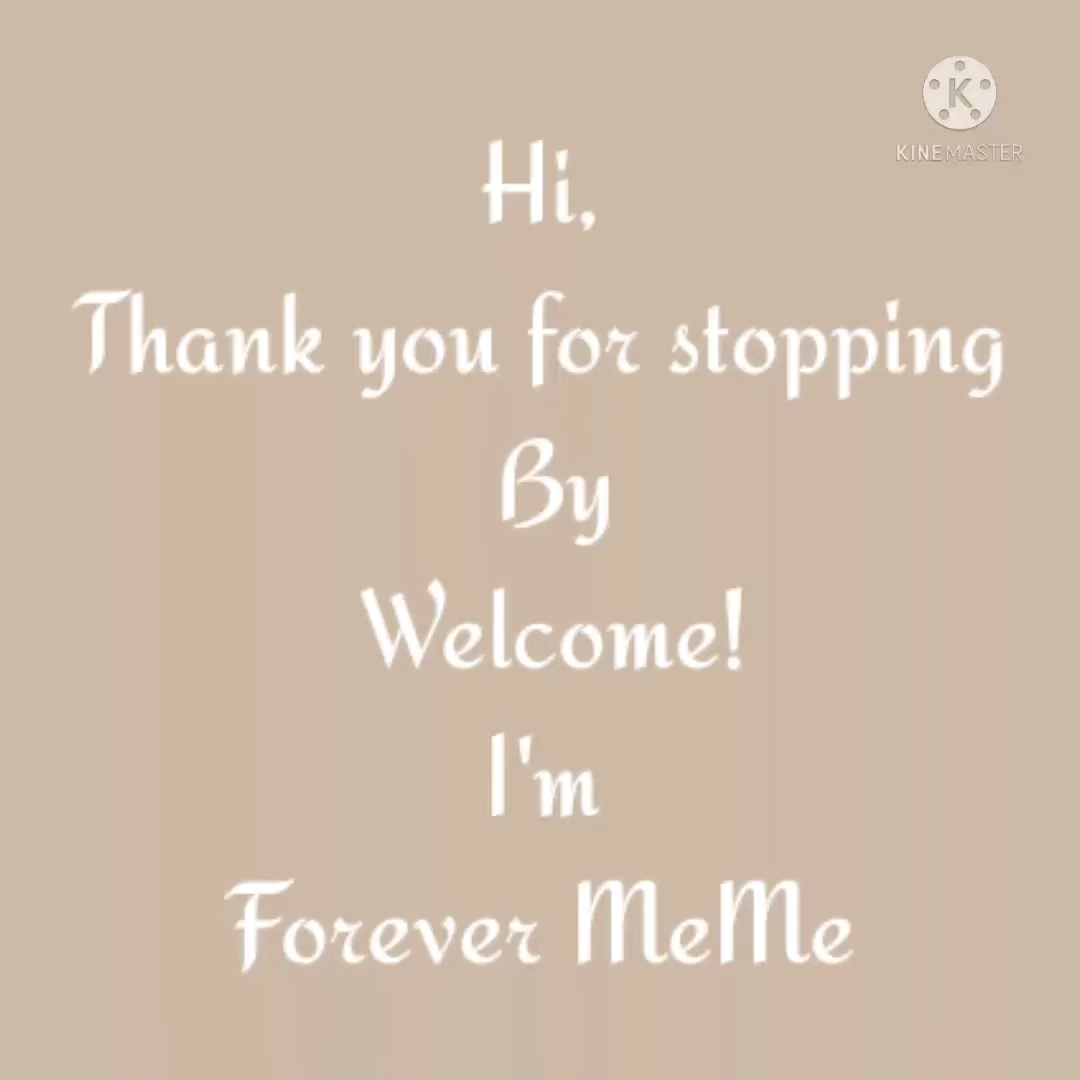 K
KINEMASTER
Hi,
Thank you for stopping
By
Welcome!
I'm
Forever MeMe